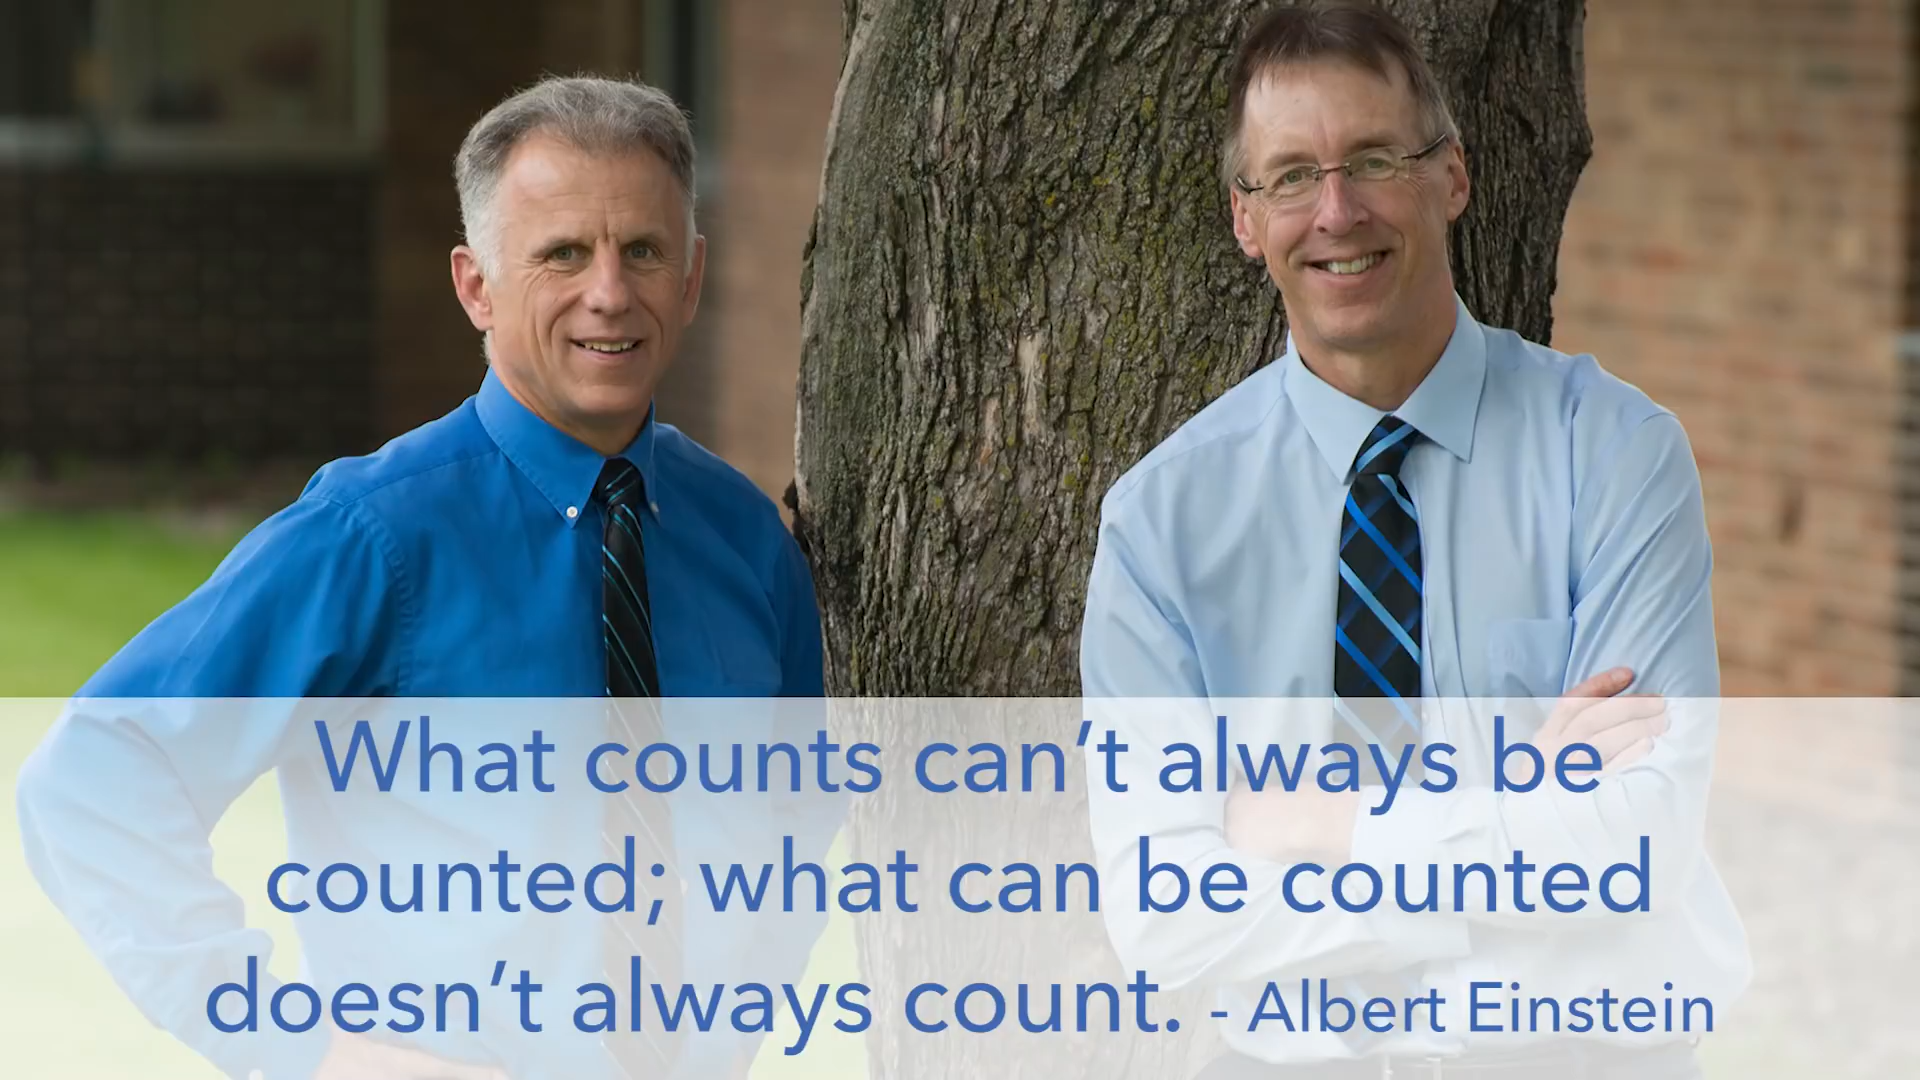 What counts can’t always be
counted; what can be counted
doesn’t always count. - Albert Einstein